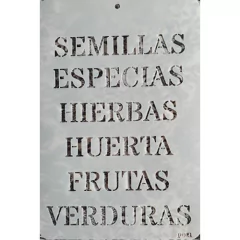 SEMILLAS
ESPECIAS
HIERBAS
HUERTA
FRUTAS
VERDURAS